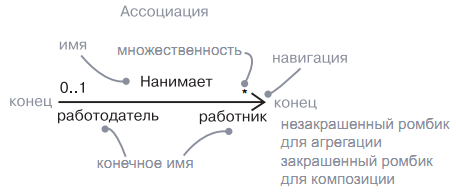 Ассоциация
имя
множественность
навигация
0..1
Нанимает
*
конец
конец
работодатель
работник
незакрашенный ромбик
для агрегации
закрашенный ромбик
для композиции
конечное имя